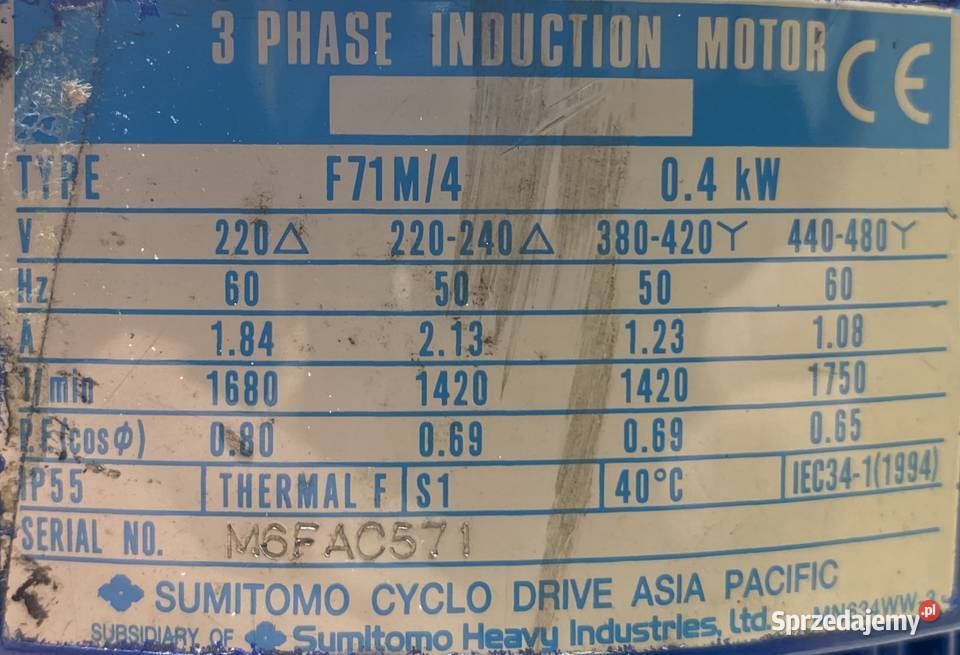 3 PHASE INDUCTION MOTOR CE
TYPE F71M/4 0.4 kW
V 220△ 220-240△ 380-420Y 440-480Y
Hz 60 50 50 60
A 1.84 2.13 1.23 1.08
1/min 1680 1420 1420 1750
P.F(cosϕ) 0.80 0.69 0.69 0.65
IP55 THERMAL F S1 40°C IEC34-1(1994)
SERIAL NO. M6FAC571
SUMITOMO CYCLO DRIVE ASIA PACIFIC
SUBSIDIARY OF Sumitomo Heavy Industries, Ltd.
Sprzedajemy.pl